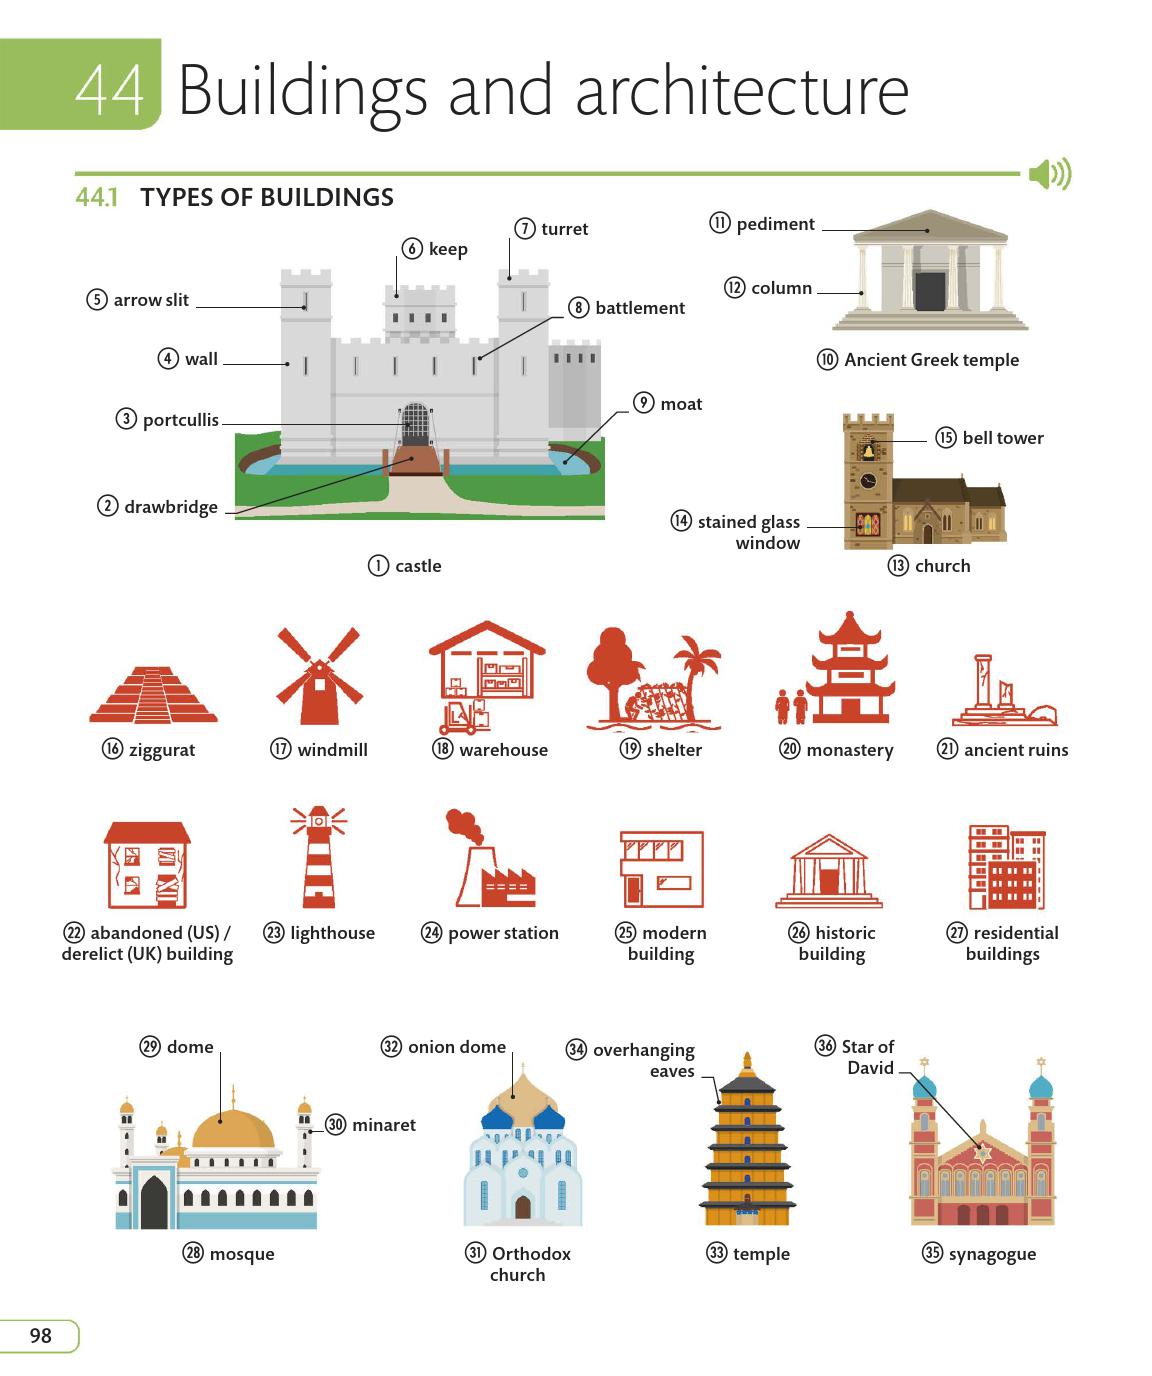 44 Buildings and architecture
44.1 TYPES OF BUILDINGS
① castle
② drawbridge
③ portcullis
④ wall
⑤ arrow slit
⑥ keep
⑦ turret
⑧ battlement
⑨ moat
⑩ Ancient Greek temple
⑪ pediment
⑫ column
⑬ church
⑭ stained glass
window
⑮ bell tower
⑯ ziggurat
⑰ windmill
⑱ warehouse
⑲ shelter
⑳ monastery
㉑ ancient ruins
㉒ abandoned (US) /
derelict (UK) building
㉓ lighthouse
㉔ power station
㉕ modern
building
㉖ historic
building
㉗ residential
buildings
㉘ mosque
㉙ dome
㉚ minaret
㉛ Orthodox
church
㉜ onion dome
㉝ temple
㉞ overhanging
eaves
㉟ synagogue
㊱ Star of
David
98